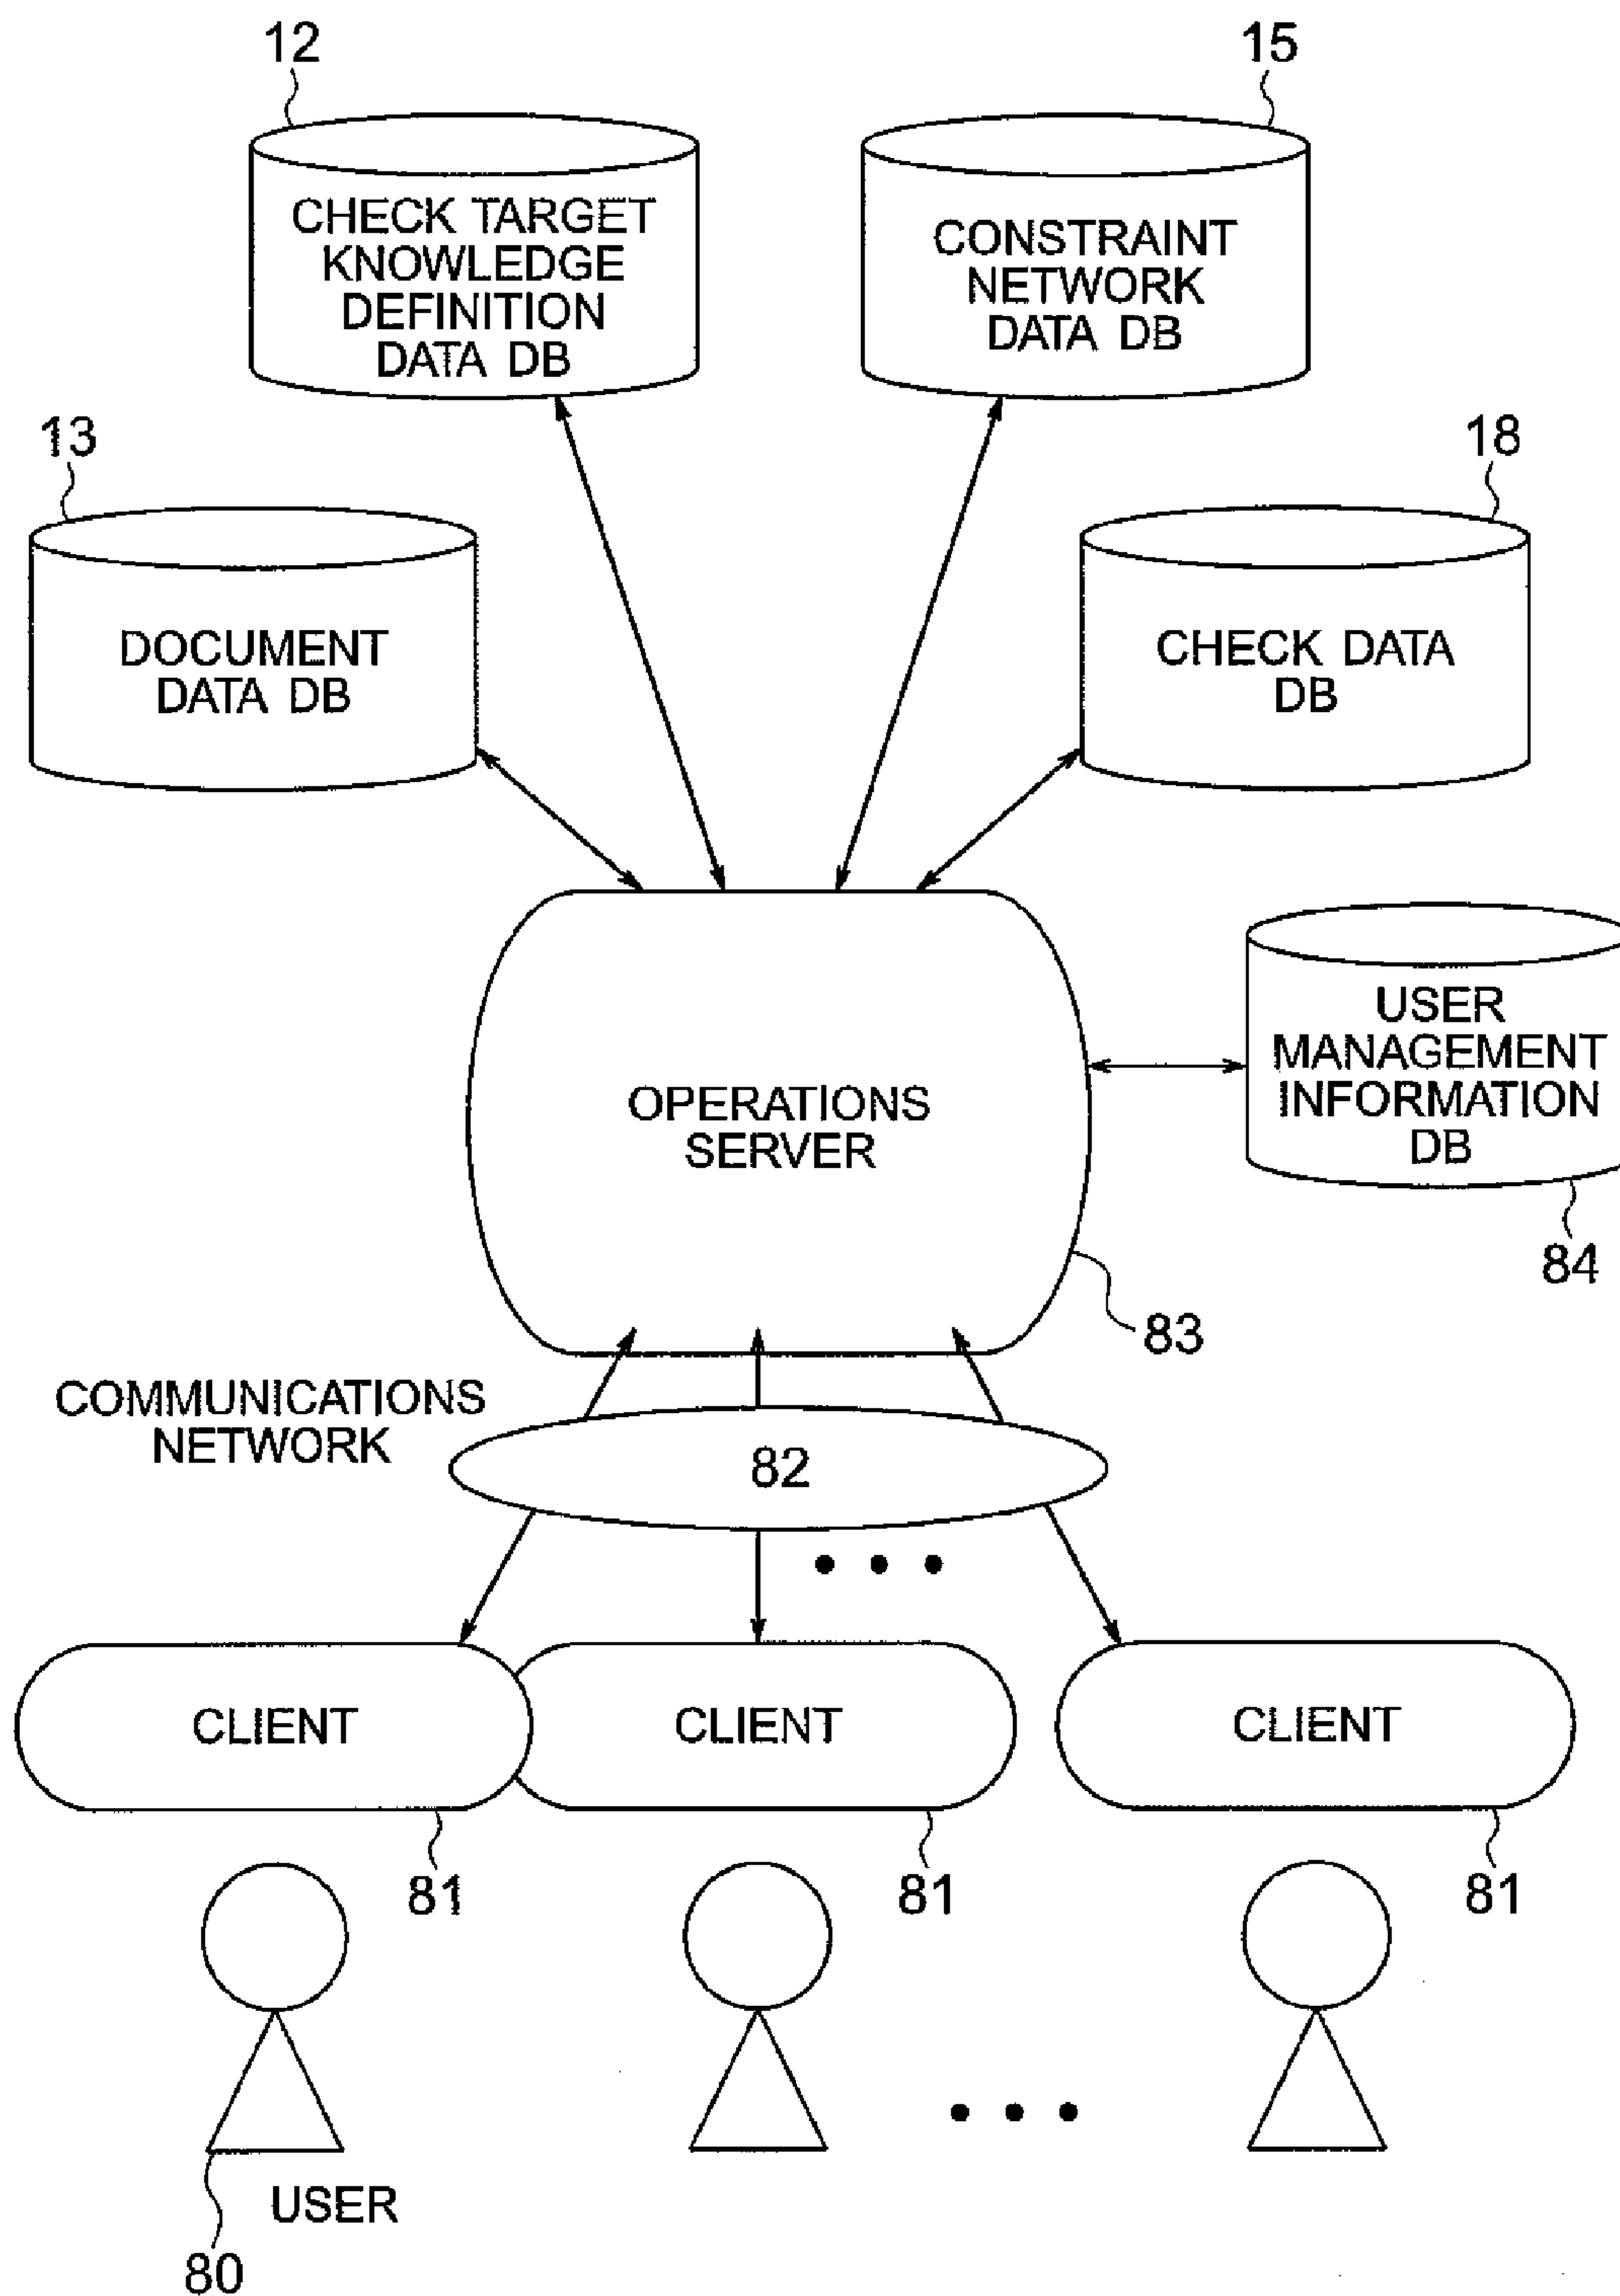 12
15
CHECK TARGET
KNOWLEDGE
DEFINITION
DATA DB
CONSTRAINT
NETWORK
DATA DB
13
18
DOCUMENT
DATA DB
CHECK DATA
DB
USER
MANAGEMENT
INFORMATION
DB
OPERATIONS
SERVER
84
83
COMMUNICATIONS
NETWORK
82
CLIENT
CLIENT
CLIENT
81
81
81
USER
80